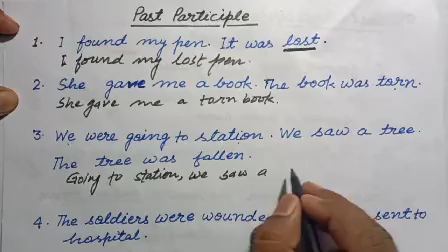 Past Participle
1. I found my pen. It was lost.
I found my lost pen.
2. She gave me a book. The book was torn.
She gave me a torn book.
3. We were going to station. We saw a tree.
The tree was fallen.
Going to station, we saw a
4. The soldiers were sent to
hospital.